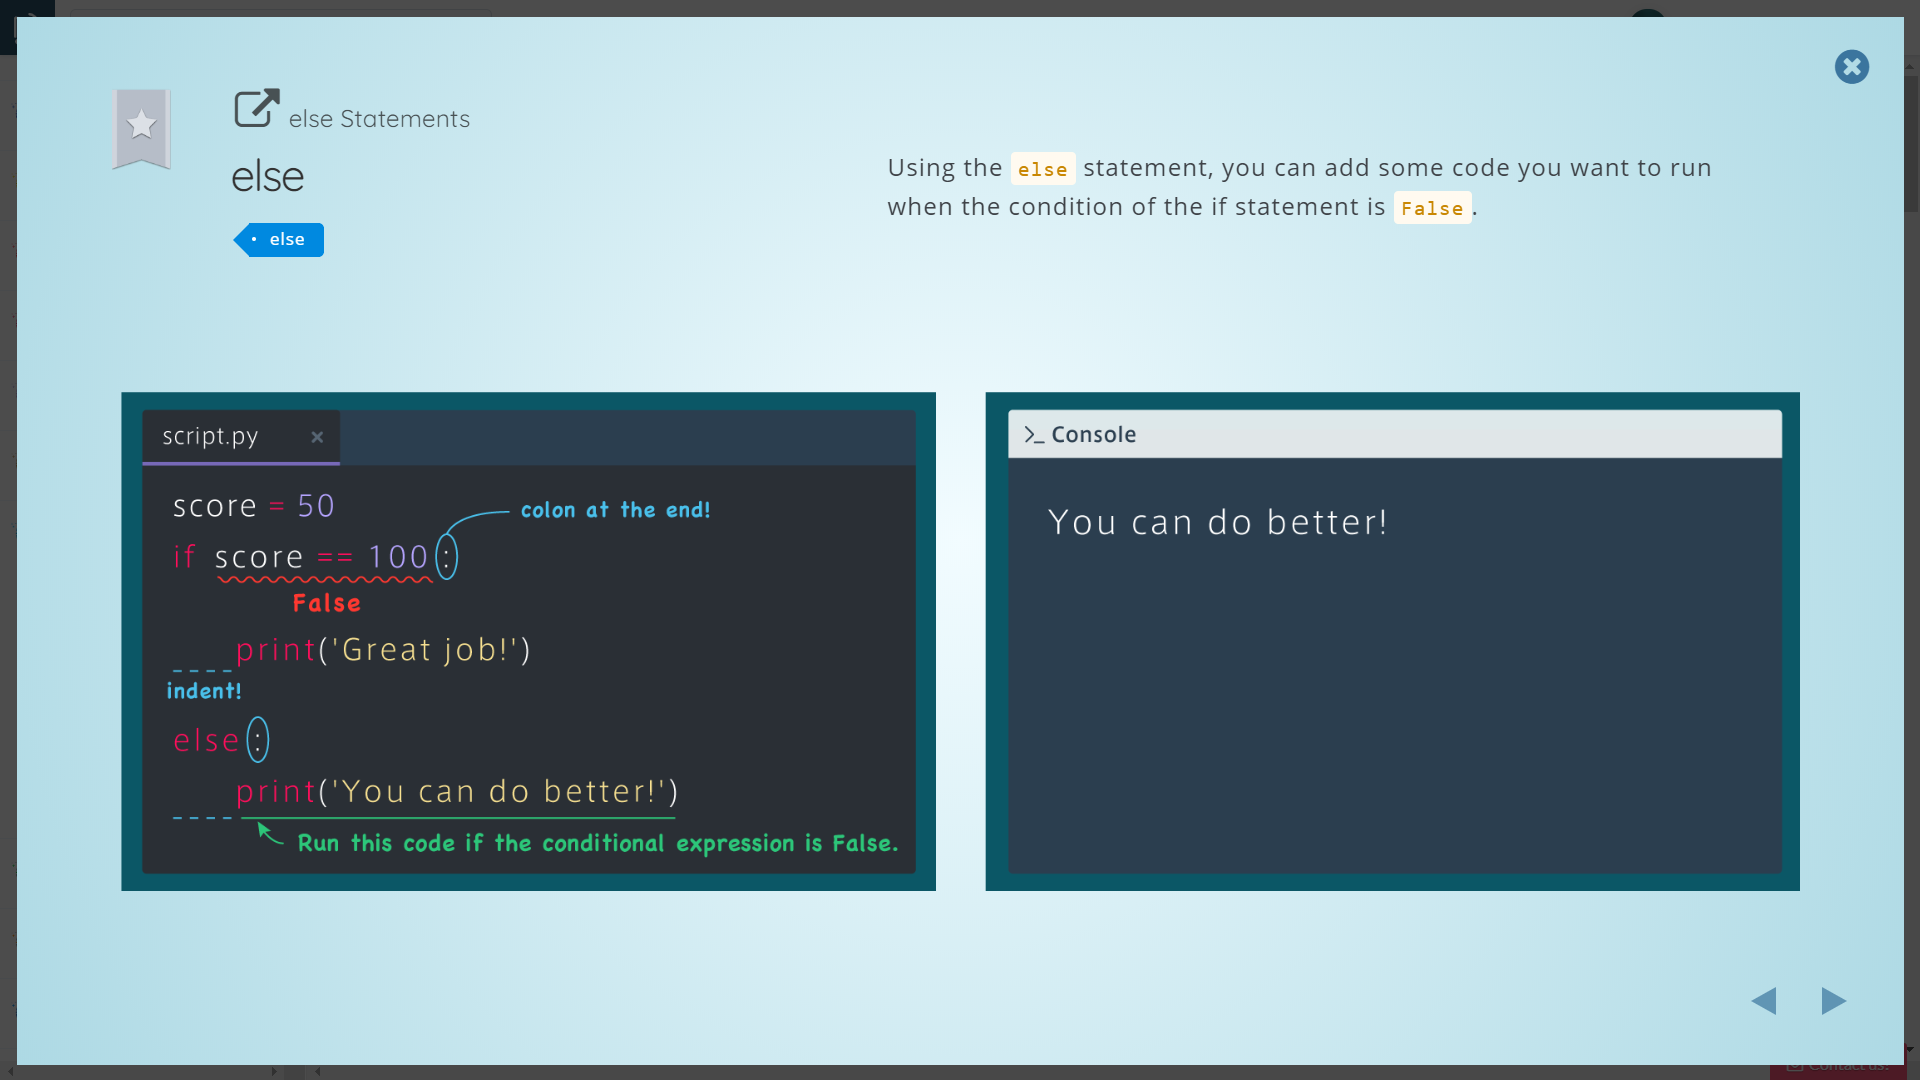 else Statements
else
else
Using the else statement, you can add some code you want to run
when the condition of the if statement is False.
script.py
score = 50
colon at the end!
if score == 100:
False
print('Great job!')
indent!
else:
print('You can do better!')
Run this code if the conditional expression is False.
>_ Console
You can do better!
Contact us!